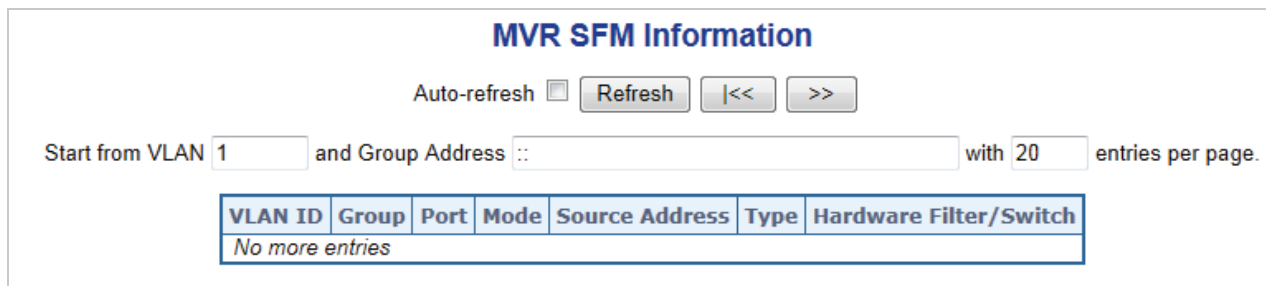 MVR SFM Information
Auto-refresh Refresh |<< >>
Start from VLAN 1 and Group Address :: with 20 entries per page.
VLAN ID Group Port Mode Source Address Type Hardware Filter/Switch
No more entries